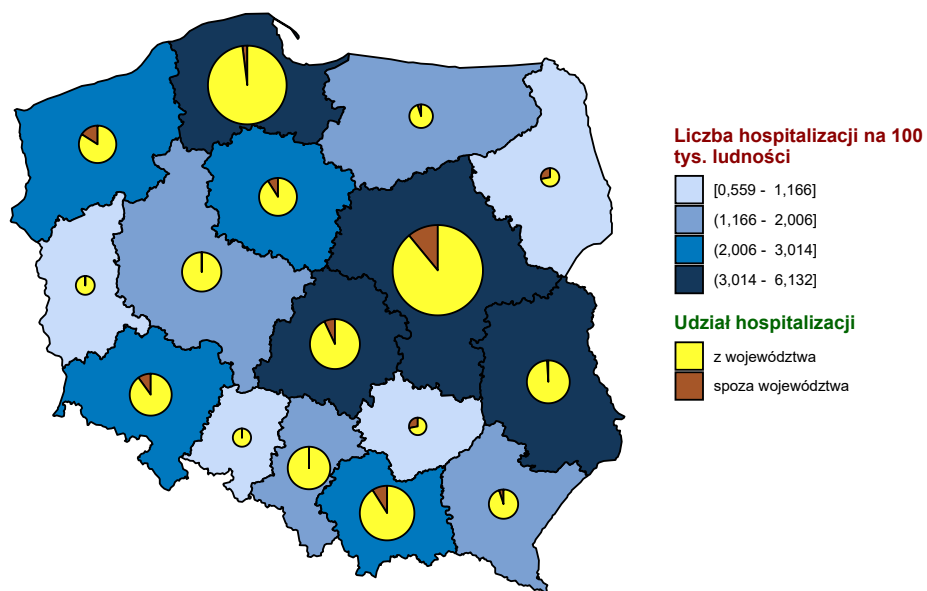 Liczba hospitalizacji na 100
tys. ludności
[0,559 - 1,166]
(1,166 - 2,006]
(2,006 - 3,014]
(3,014 - 6,132]
Udział hospitalizacji
z województwa
spoza województwa